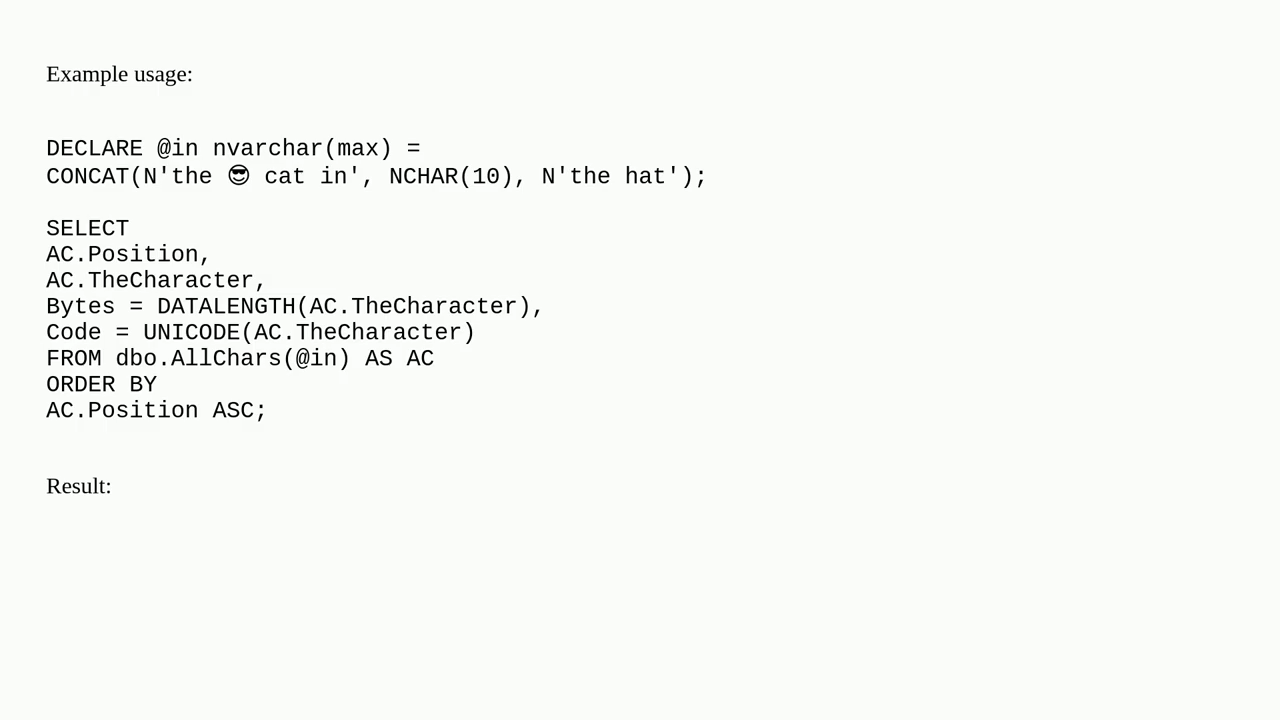 Example usage:
DECLARE @in nvarchar(max) =
CONCAT(N'the 😎 cat in', NCHAR(10), N'the hat');
SELECT
AC.Position,
AC.TheCharacter,
Bytes = DATALENGTH(AC.TheCharacter),
Code = UNICODE(AC.TheCharacter)
FROM dbo.AllChars(@in) AS AC
ORDER BY
AC.Position ASC;
Result: